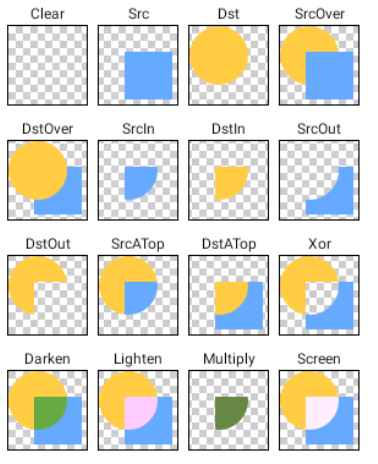 Clear Src Dst SrcOver
DstOver SrcIn DstIn SrcOut
DstOut SrcATop DstATop Xor
Darken Lighten Multiply Screen